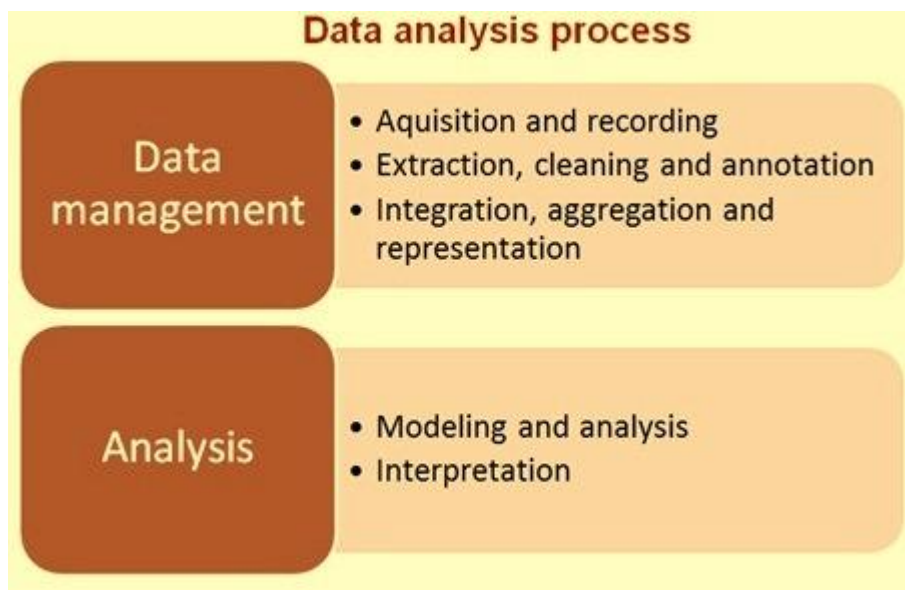 Data analysis process
Data
management
• Aquisition and recording
• Extraction, cleaning and annotation
• Integration, aggregation and
representation
Analysis
• Modeling and analysis
• Interpretation